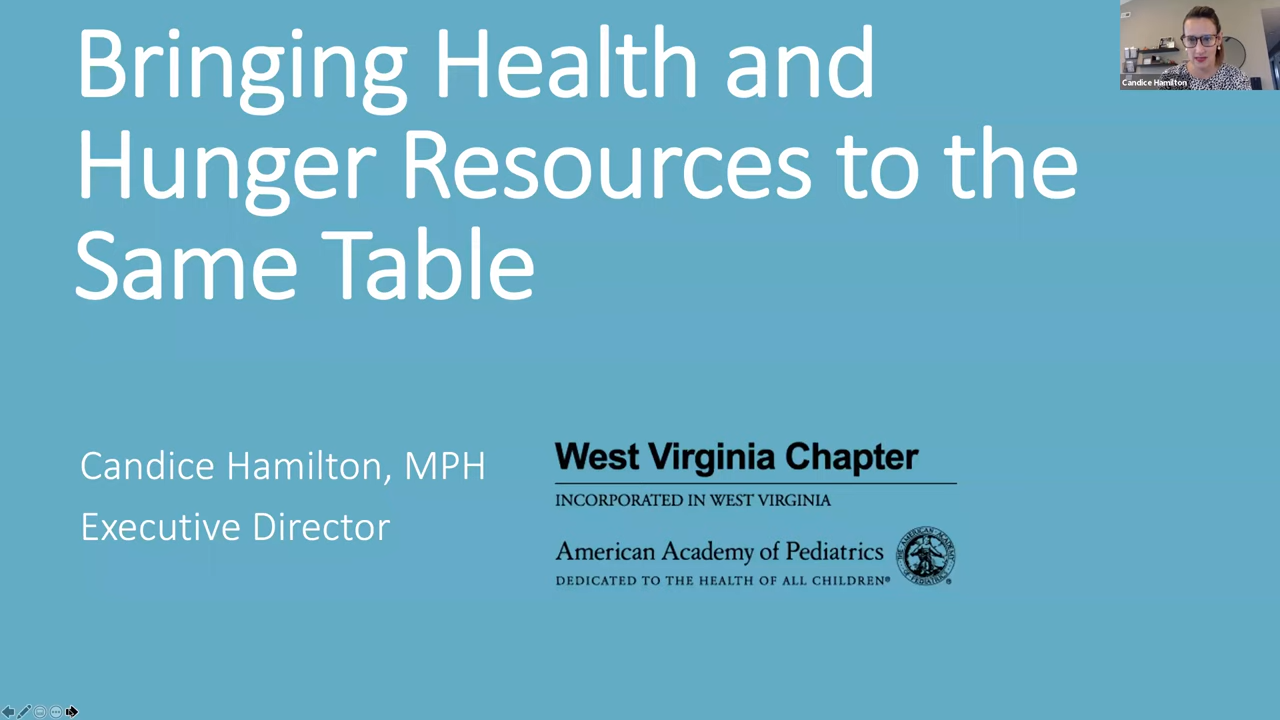 Bringing Health and
Hunger Resources to the
Same Table
Candice Hamilton
Candice Hamilton, MPH
Executive Director
West Virginia Chapter
INCORPORATED IN WEST VIRGINIA
American Academy of Pediatrics
DEDICATED TO THE HEALTH OF ALL CHILDREN®